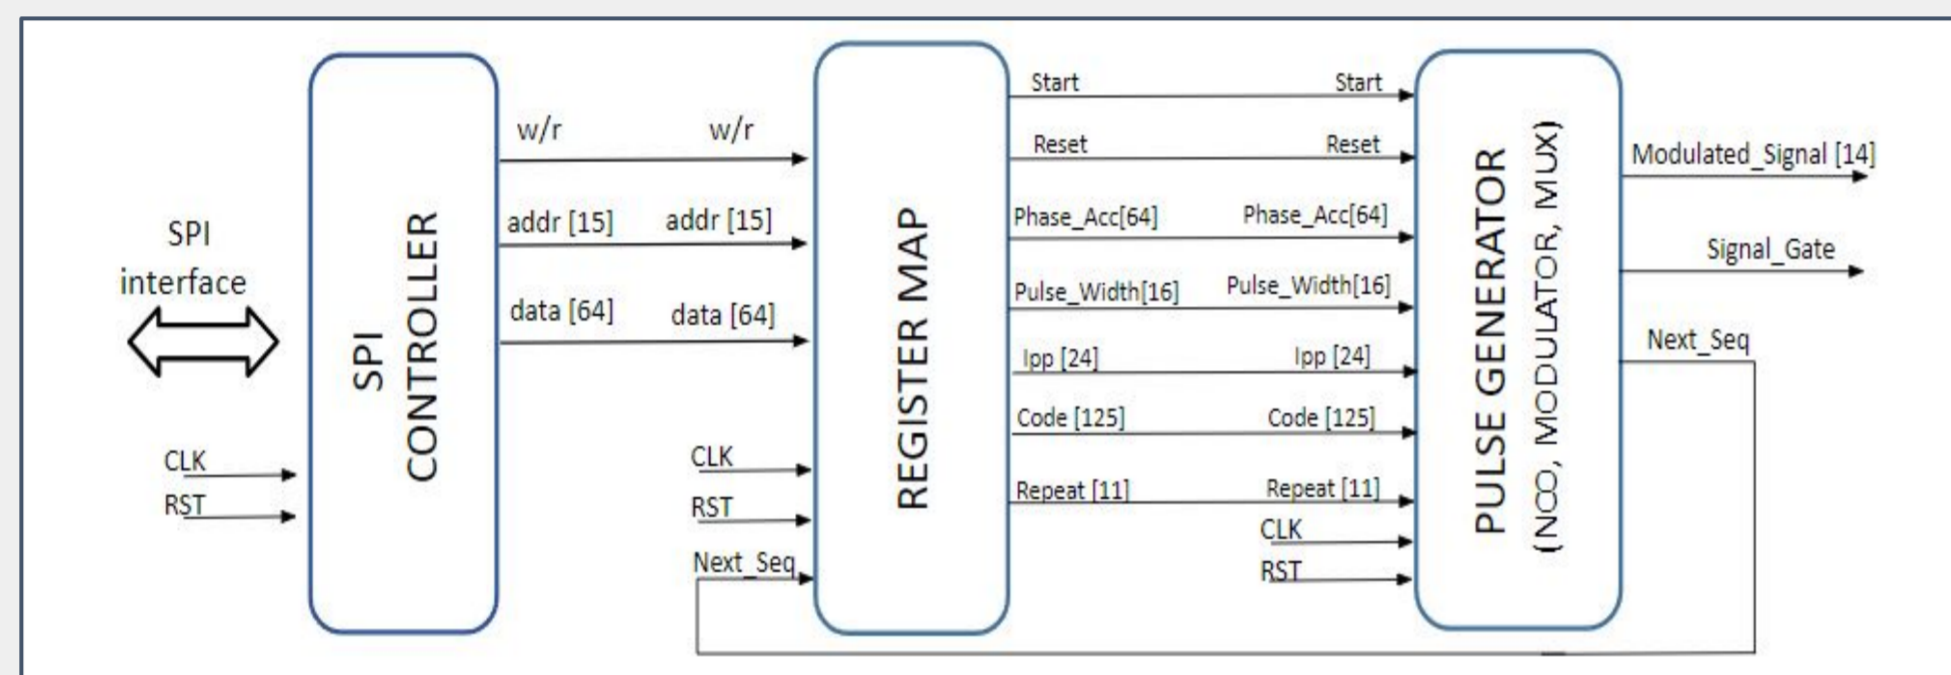 SPI
interface
CLK
RST
SPI
CONTROLLER
w/r
w/r
addr [15]
addr [15]
data [64]
data [64]
CLK
RST
Next_Seq
REGISTER MAP
Start
Start
Reset
Reset
Phase_Acc[64]
Phase_Acc[64]
Pulse_Width[16]
Pulse_Width[16]
Ipp [24]
Ipp [24]
Code [125]
Code [125]
Repeat [11]
Repeat [11]
CLK
RST
PULSE GENERATOR
(NCO, MODULATOR, MUX)
Modulated_Signal [14]
Signal_Gate
Next_Seq